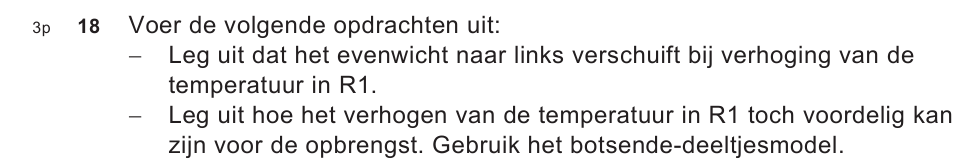 3p 18 Voer de volgende opdrachten uit:
– Leg uit dat het evenwicht naar links verschuift bij verhoging van de
temperatuur in R1.
– Leg uit hoe het verhogen van de temperatuur in R1 toch voordelig kan
zijn voor de opbrengst. Gebruik het botsende-deeltjesmodel.